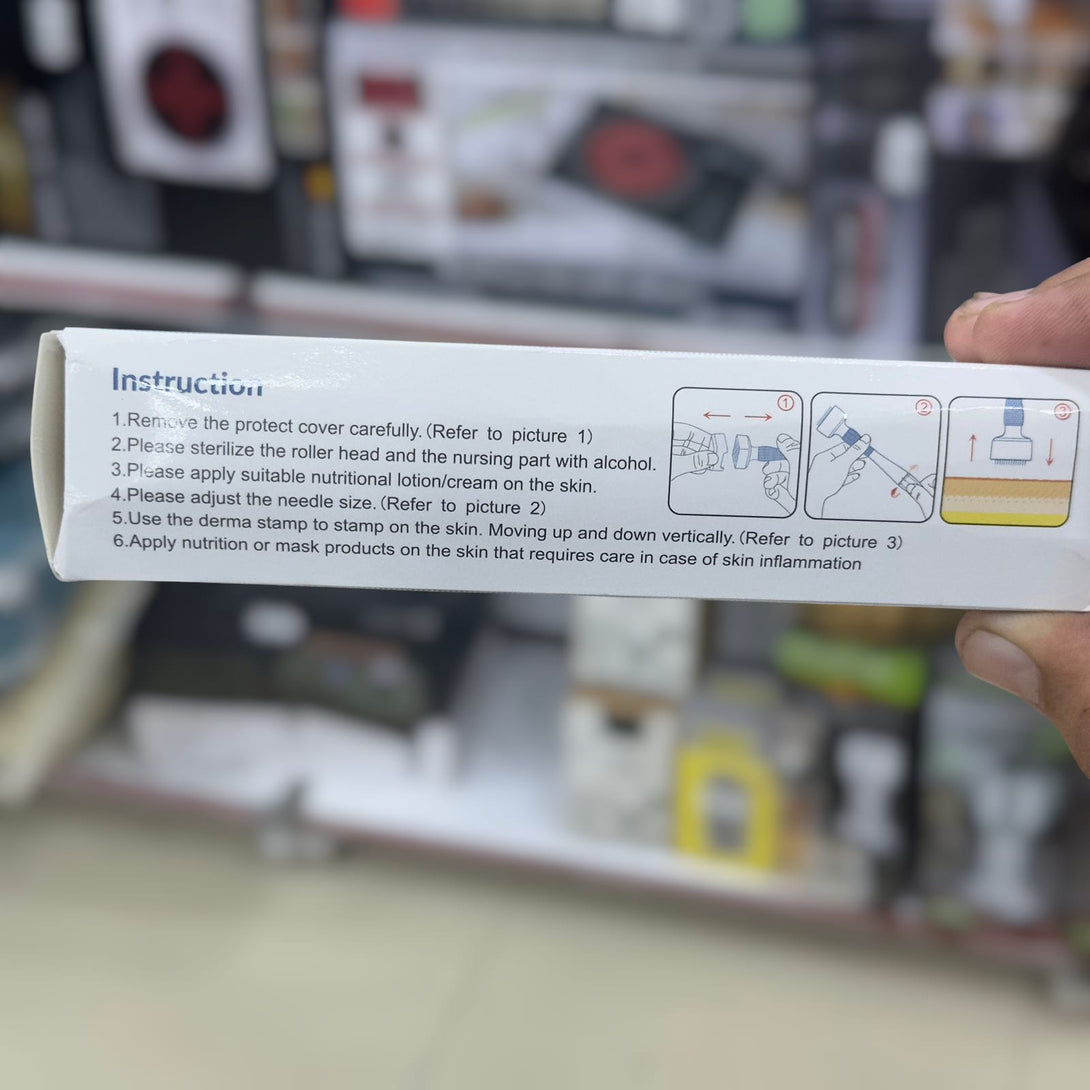 Instruction
1.Remove the protect cover carefully.(Refer to picture 1)
2.Please sterilize the roller head and the nursing part with alcohol.
3.Please apply suitable nutritional lotion/cream on the skin.
4.Please adjust the needle size.(Refer to picture 2)
5.Use the derma stamp to stamp on the skin. Moving up and down vertically.(Refer to picture 3)
6.Apply nutrition or mask products on the skin that requires care in case of skin inflammation
1
2
3